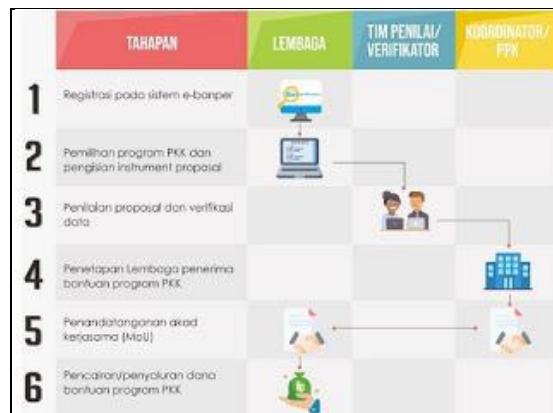 TAHAPAN
LEMBAGA
TIM PENILAI/
VERIFIKATOR
KOORDINATOR/
PPK
1
Registrasi pada sistem e-banper
2
Pemilihan program PKK dan
pengisian instrument proposal
3
Penilaian proposal dan verifikasi
data
4
Penetapan Lembaga penerima
bantuan program PKK
5
Penandatanganan akad
kerjasama (MoU)
6
Pencairan/penyaluran dana
bantuan program PKK
Rp